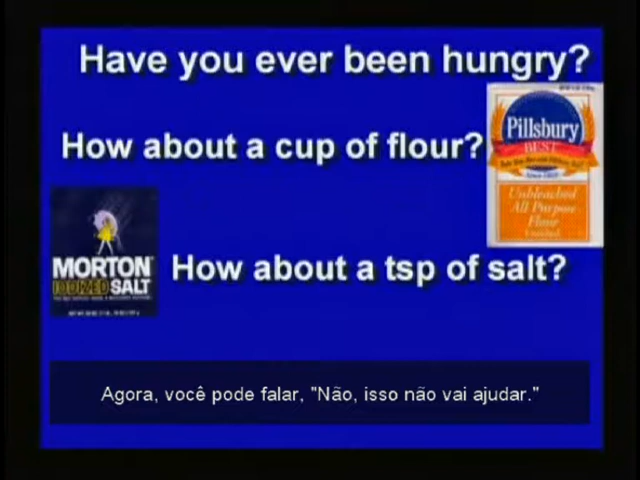 Have you ever been hungry?
How about a cup of flour?
Pillsbury
BEST
Unbleached
All Purpose
Flour
MORTON
IODIZED SALT
How about a tsp of salt?
Agora, você pode falar, "Não, isso não vai ajudar."